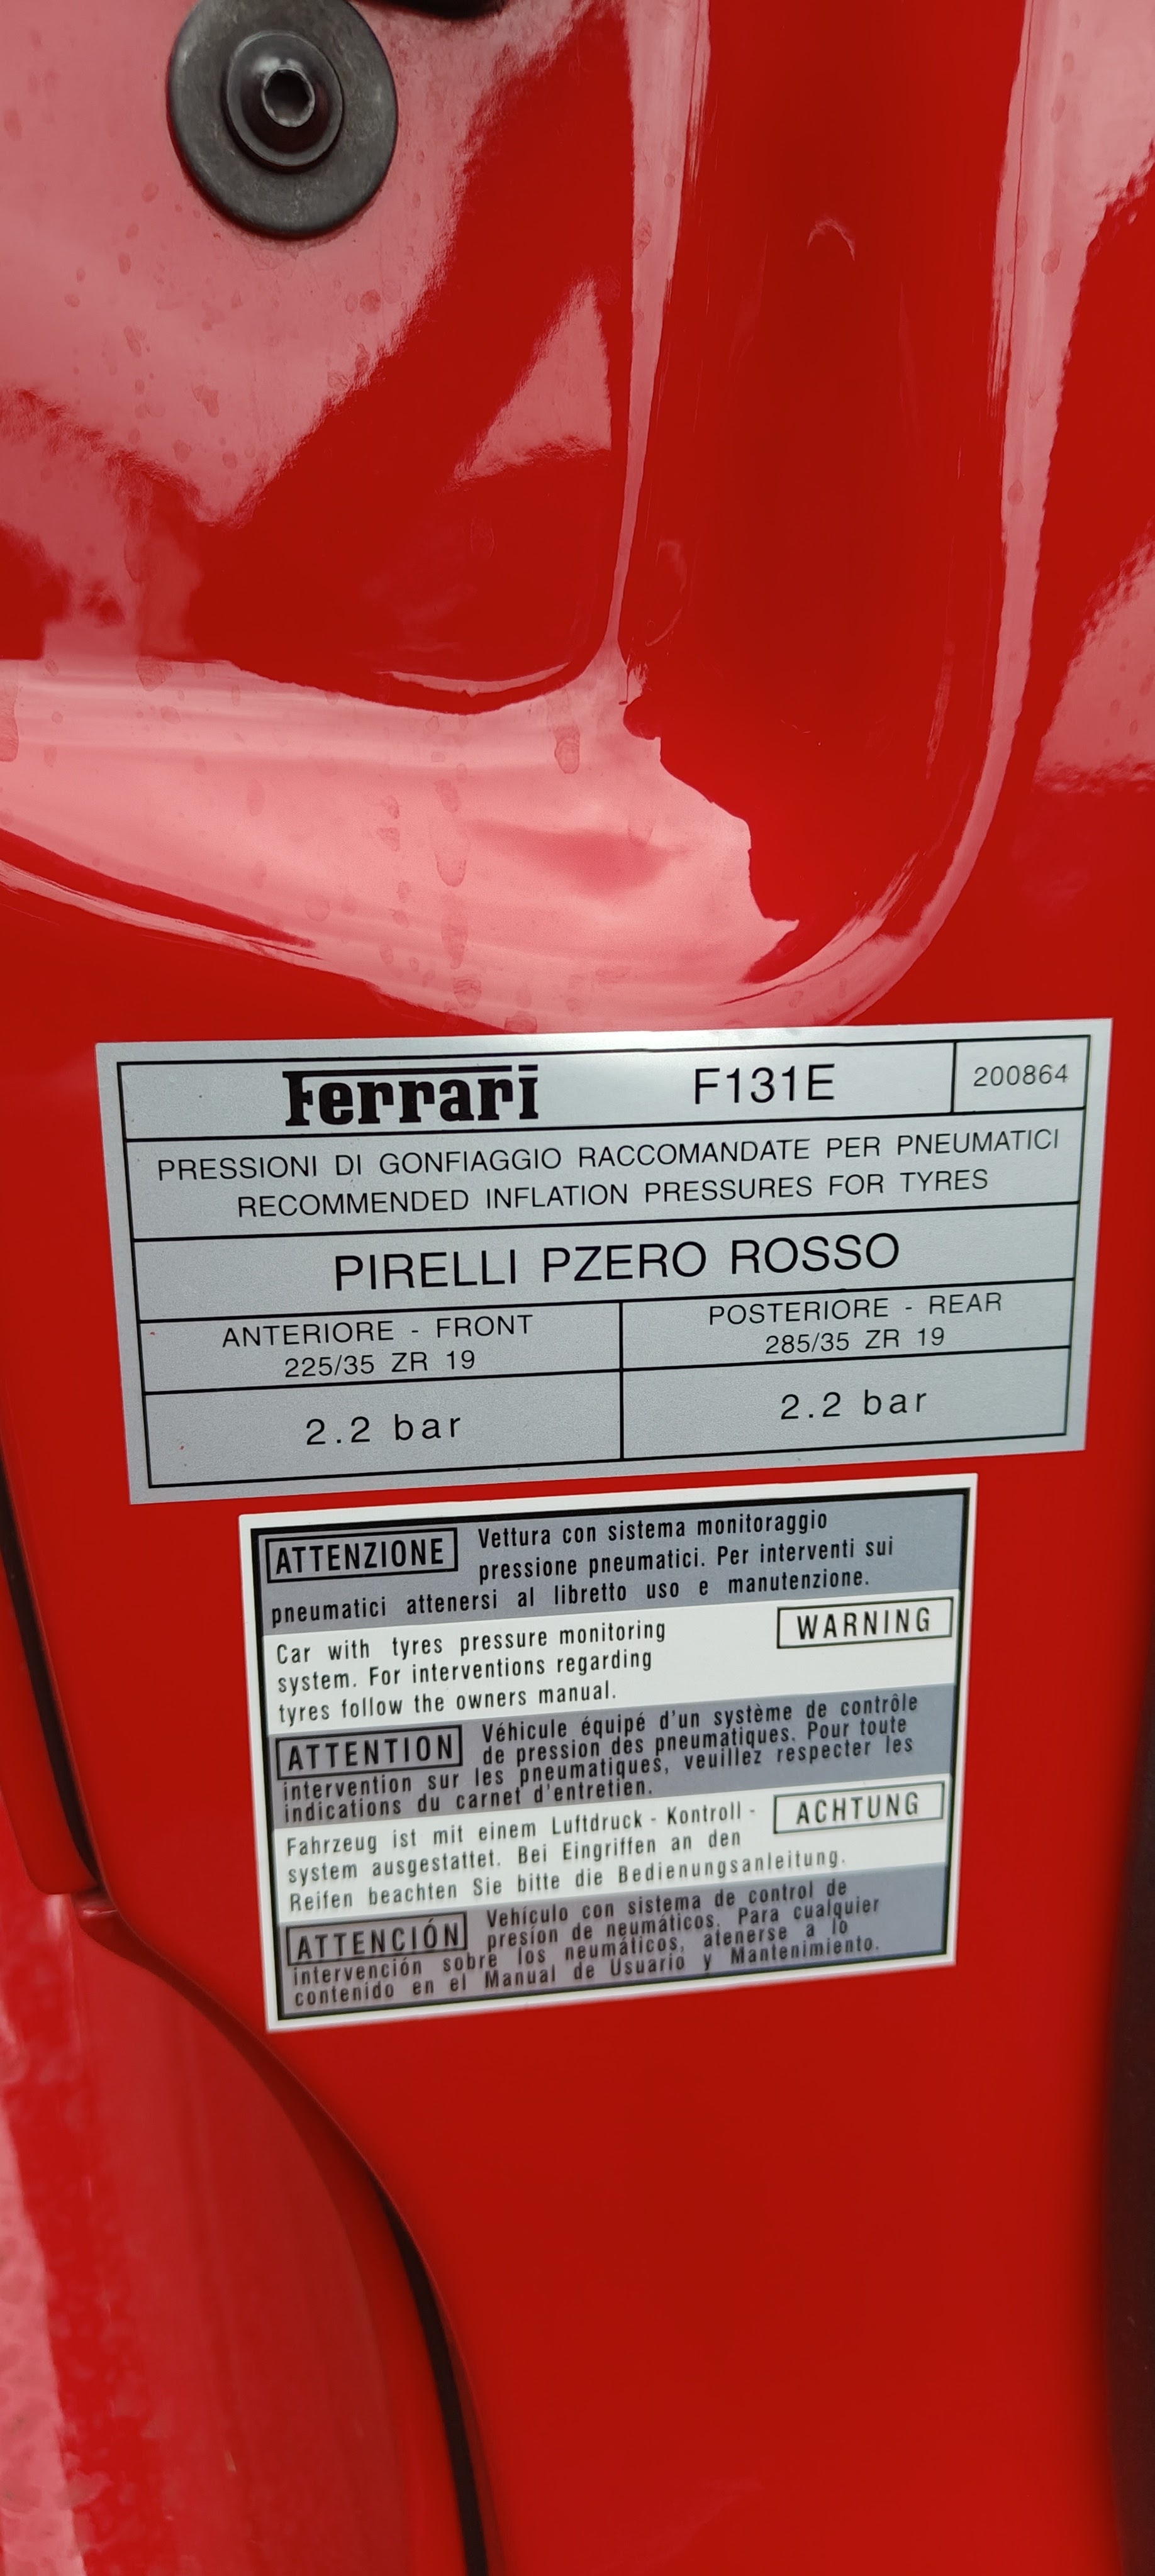 Ferrari F131E 200864
PRESSIONI DI GONFIAGGIO RACCOMANDATE PER PNEUMATICI
RECOMMENDED INFLATION PRESSURES FOR TYRES
PIRELLI PZERO ROSSO
ANTERIORE - FRONT
225/35 ZR 19
2.2 bar
POSTERIORE - REAR
285/35 ZR 19
2.2 bar
ATTENZIONE
Vettura con sistema monitoraggio
pressione pneumatici. Per interventi sui
pneumatici attenersi al libretto uso e manutenzione.
WARNING
Car with tyres pressure monitoring
system. For interventions regarding
tyres follow the owners manual.
ATTENTION
Véhicule équipé d'un système de contrôle
de pression des pneumatiques. Pour toute
intervention sur les pneumatiques, veuillez respecter les
indications du carnet d'entretien.
ACHTUNG
Fahrzeug ist mit einem Luftdruck - Kontroll -
system ausgestattet. Bei Eingriffen an den
Reifen beachten Sie bitte die Bedienungsanleitung.
ATTENCIÓN
Vehículo con sistema de control de
presíon de neumáticos. Para cualquier
intervención sobre los neumáticos, atenerse a lo
contenido en el Manual de Usuario y Mantenimiento.